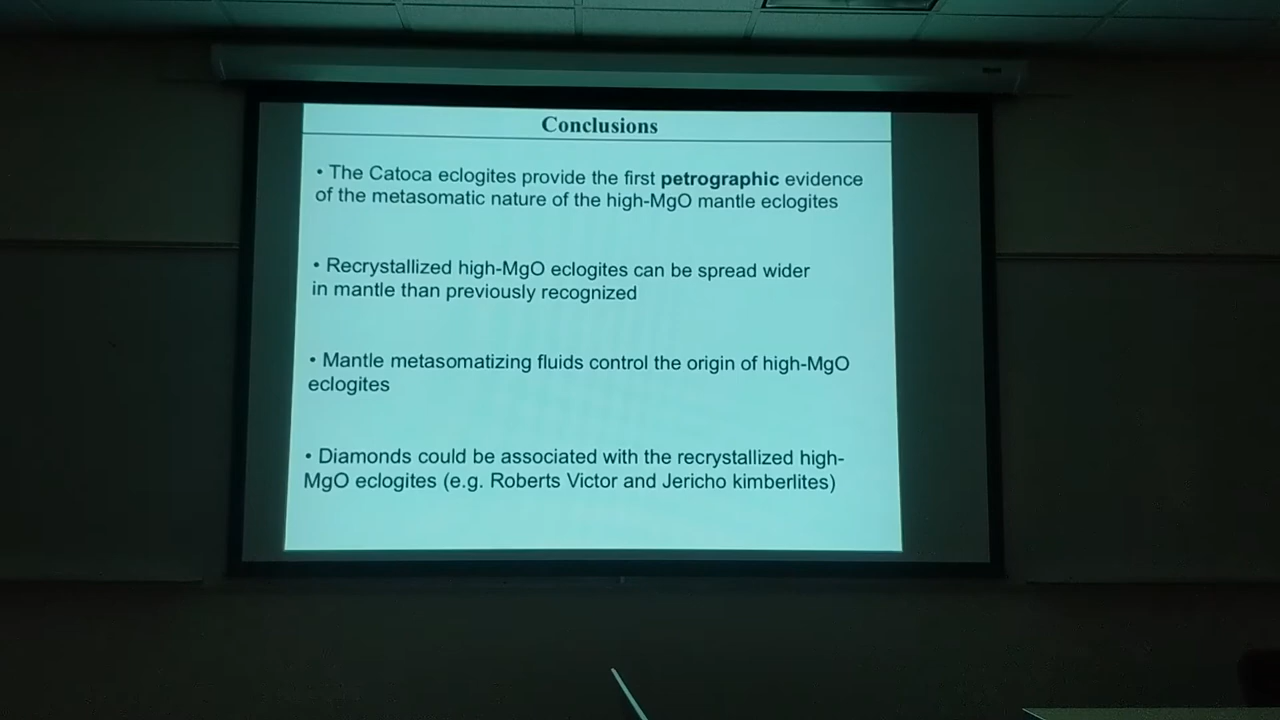 Conclusions
• The Catoca eclogites provide the first petrographic evidence
of the metasomatic nature of the high-MgO mantle eclogites
• Recrystallized high-MgO eclogites can be spread wider
in mantle than previously recognized
• Mantle metasomatizing fluids control the origin of high-MgO
eclogites
• Diamonds could be associated with the recrystallized high-
MgO eclogites (e.g. Roberts Victor and Jericho kimberlites)